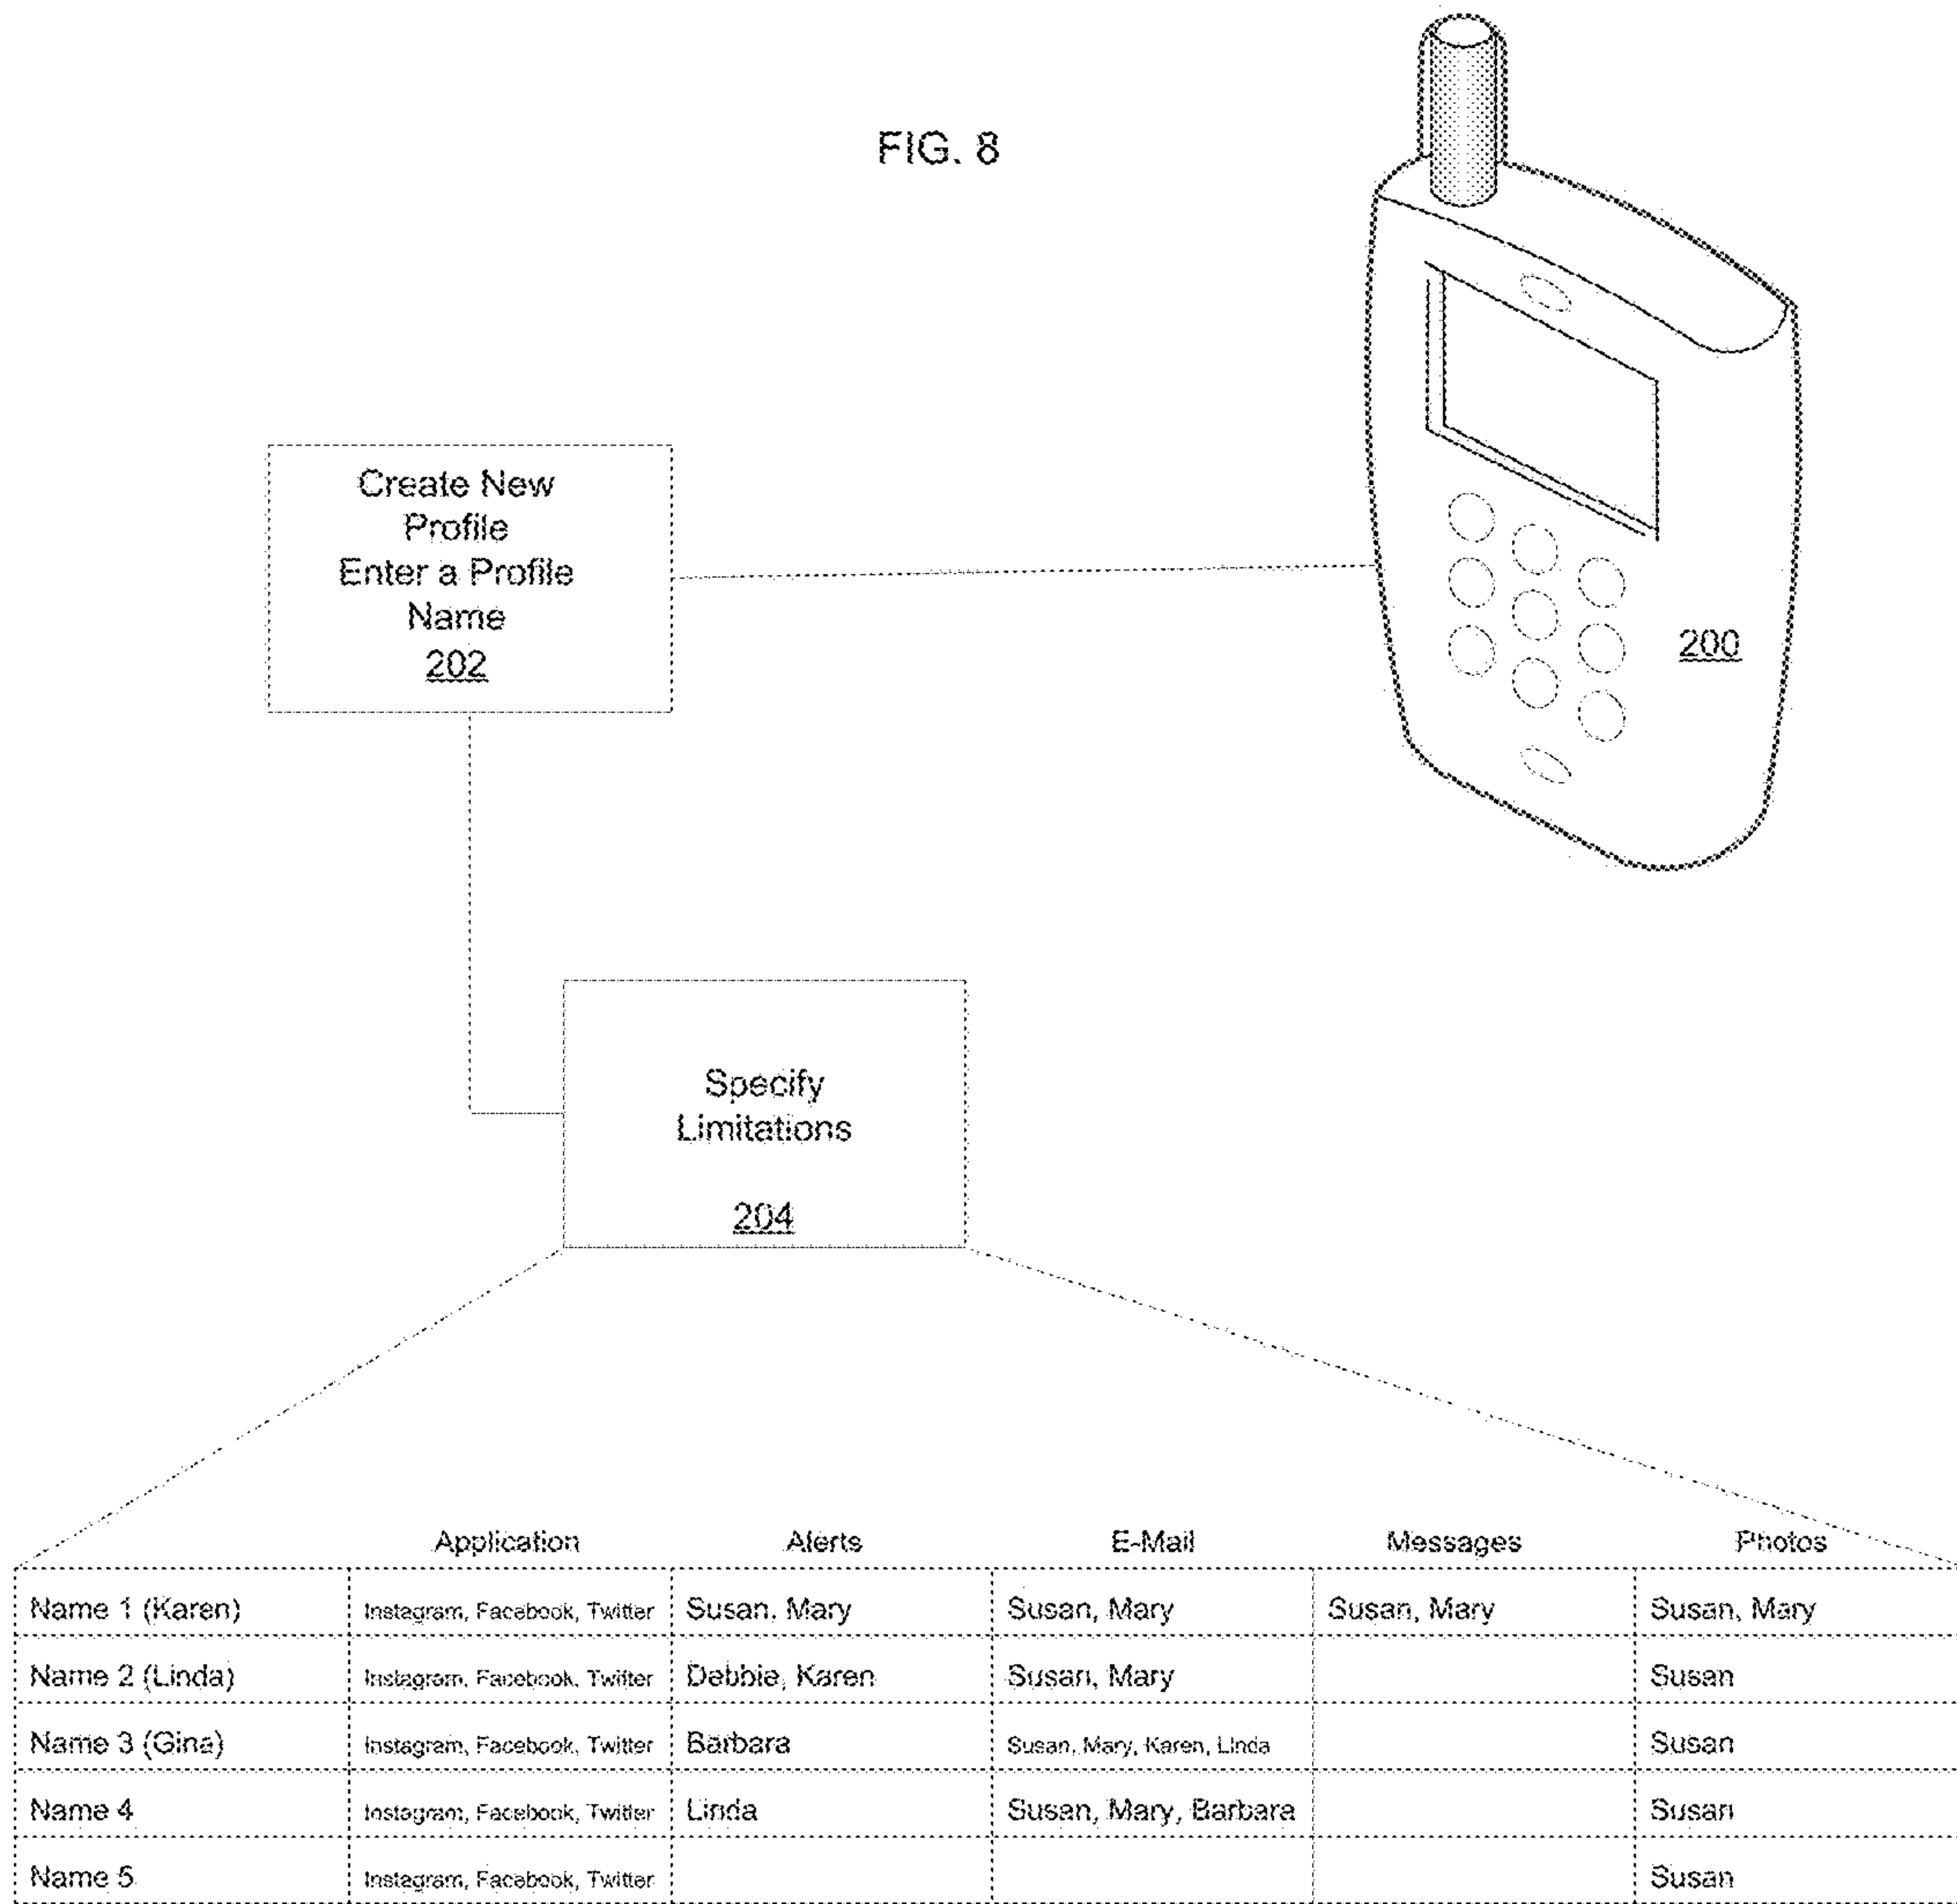 FIG. 8
Create New
Profile
Enter a Profile
Name
202
200
Specify
Limitations
204
Application Alerts E-Mail Messages Photos
Name 1 (Karen) Instagram, Facebook, Twitter Susan, Mary Susan, Mary Susan, Mary Susan, Mary
Name 2 (Linda) Instagram, Facebook, Twitter Debbie, Karen Susan, Mary Susan
Name 3 (Gina) Instagram, Facebook, Twitter Barbara Susan, Mary, Karen, Linda Susan
Name 4 Instagram, Facebook, Twitter Linda Susan, Mary, Barbara Susan
Name 5 Instagram, Facebook, Twitter Susan